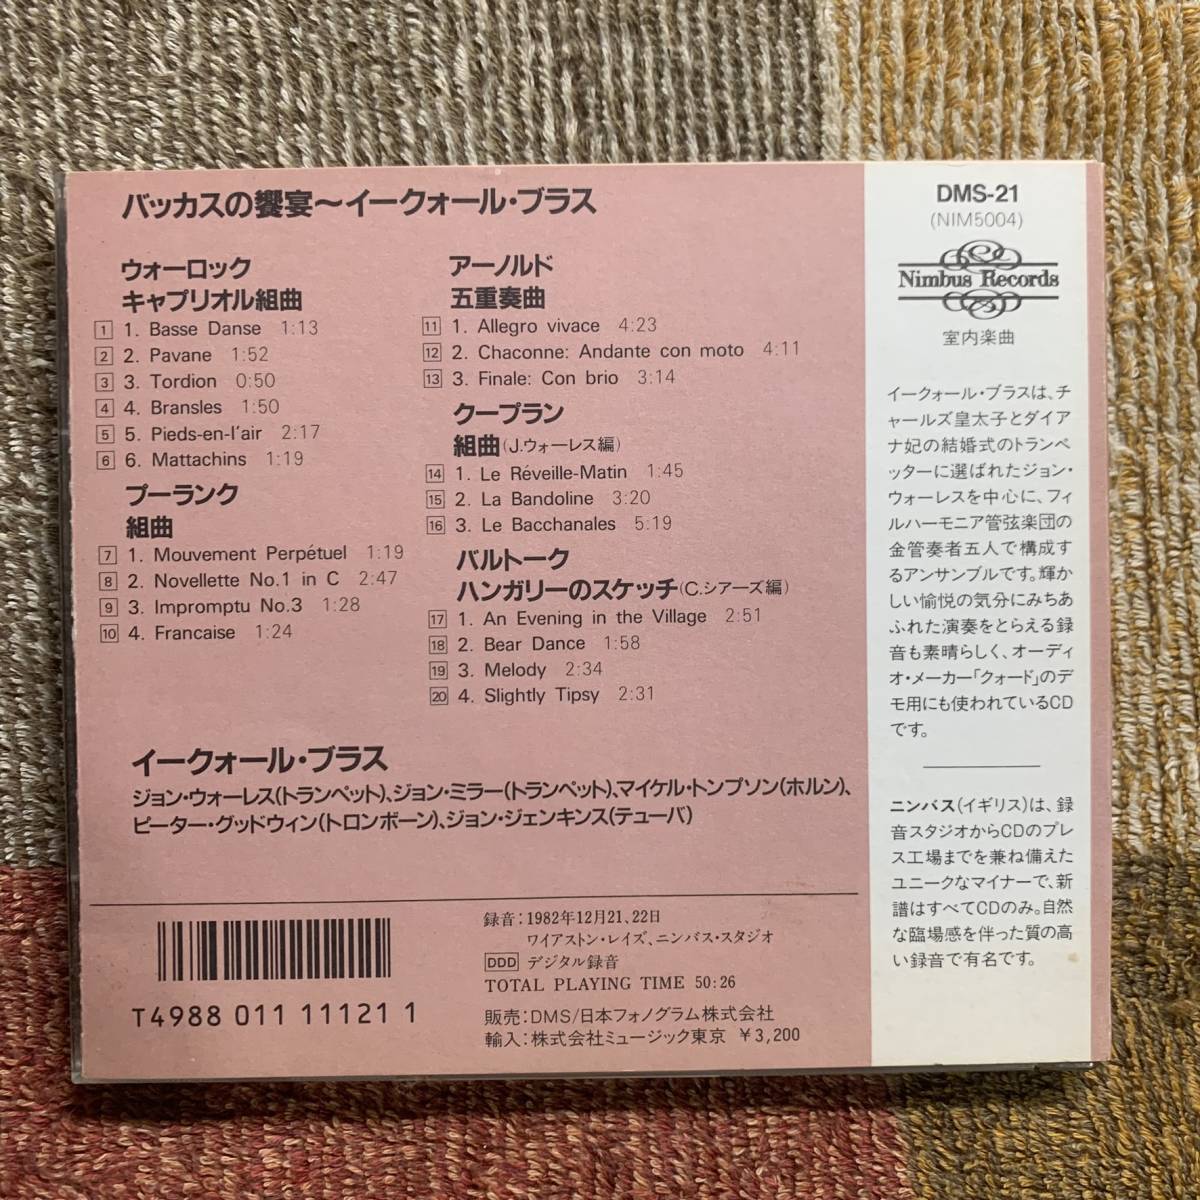 バッカスの饗宴〜イークォール・ブラス
ウォーロック
キャプリオル組曲
1 1. Basse Danse 1:13
2 2. Pavane 1:52
3 3. Tordion 0:50
4 4. Bransles 1:50
5 5. Pieds-en-l'air 2:17
6 6. Mattachins 1:19
プーランク
組曲
7 1. Mouvement Perpétuel 1:19
8 2. Novellette No.1 in C 2:47
9 3. Impromptu No.3 1:28
10 4. Francaise 1:24
アーノルド
五重奏曲
11 1. Allegro vivace 4:23
12 2. Chaconne: Andante con moto 4:11
13 3. Finale: Con brio 3:14
クープラン
組曲(J.ウォーレス編)
14 1. Le Réveille-Matin 1:45
15 2. La Bandoline 3:20
16 3. Le Bacchanales 5:19
バルトーク
ハンガリーのスケッチ(C.シアーズ編)
17 1. An Evening in the Village 2:51
18 2. Bear Dance 1:58
19 3. Melody 2:34
20 4. Slightly Tipsy 2:31
イークォール・ブラス
ジョン・ウォーレス(トランペット)、ジョン・ミラー(トランペット)、マイケル・トンプソン(ホルン)、
ピーター・グッドウィン(トロンボーン)、ジョン・ジェンキンス(テューバ)
T4988 011 11121 1
録音:1982年12月21、22日
ワイアストン・レイズ、ニンバス・スタジオ
DDD デジタル録音
TOTAL PLAYING TIME 50:26
販売:DMS/日本フォノグラム株式会社
輸入:株式会社ミュージック東京 ¥3,200
DMS-21
(NIM5004)
Nimbus Records
室内楽曲
イークォール・ブラスは、チ
ャールズ皇太子とダイア
ナ妃の結婚式のトランペ
ッターに選ばれたジョン・
ウォーレスを中心に、フィ
ルハーモニア管弦楽団の
金管奏者五人で構成す
るアンサンブルです。輝か
しい愉悦の気分にみちあ
ふれた演奏をとらえる録
音も素晴らしく、オーディ
オ・メーカー「クォード」のデ
モ用にも使われているCD
です。
ニンバス(イギリス)は、録
音スタジオからCDのプレ
ス工場までを兼ね備えた
ユニークなマイナーで、新
譜はすべてCDのみ。自然
な臨場感を伴った質の高
い録音で有名です。